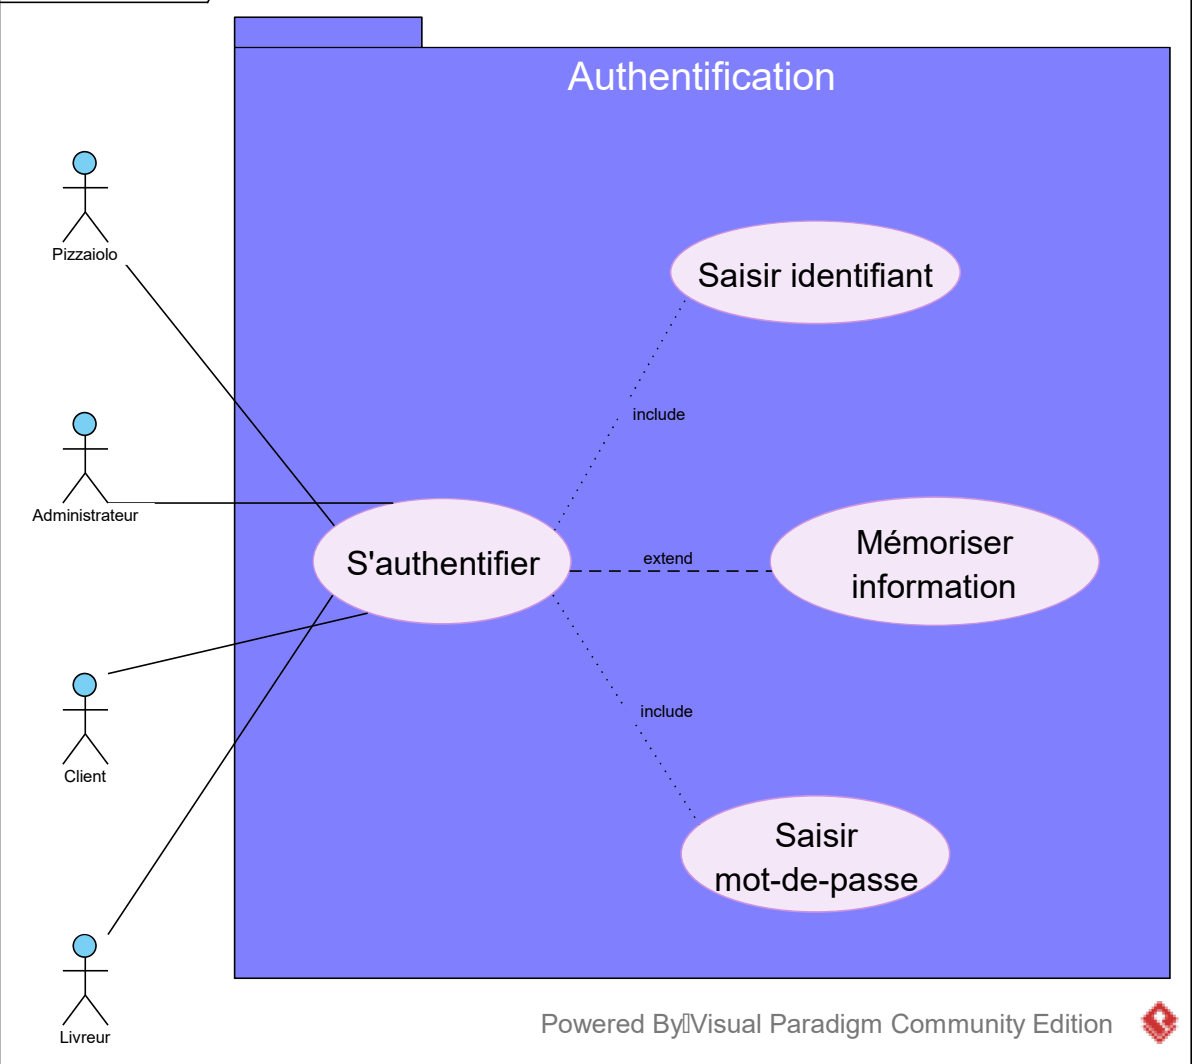 Authentification
Pizzaiolo
Saisir identifiant
include
Administrateur
S'authentifier
extend
Mémoriser
information
include
Client
Saisir
mot-de-passe
Livreur
Powered By Visual Paradigm Community Edition